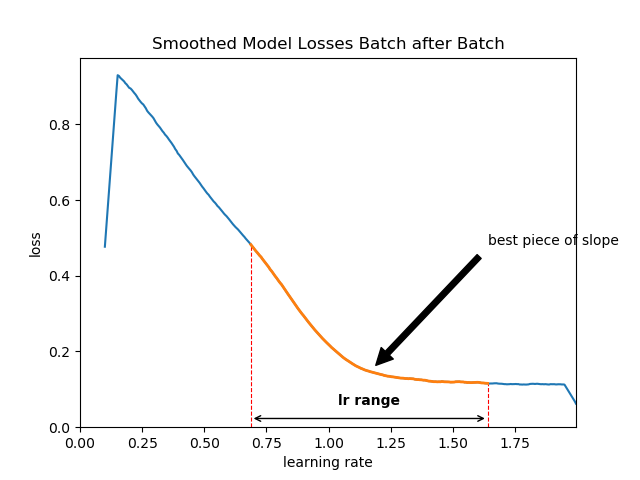 Smoothed Model Losses Batch after Batch
loss
0.8
0.6
0.4
0.2
0.0
best piece of slope
lr range
0.00 0.25 0.50 0.75 1.00 1.25 1.50 1.75
learning rate